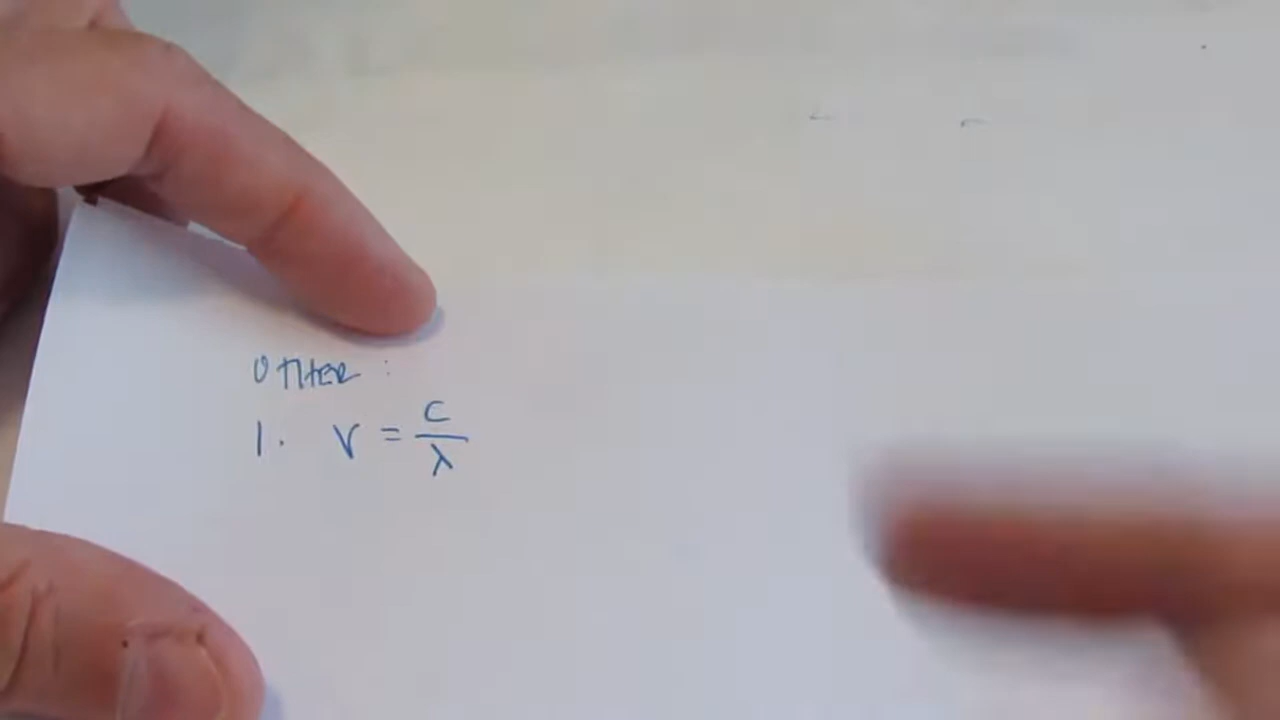 OTHER :
1. ν = c/λ